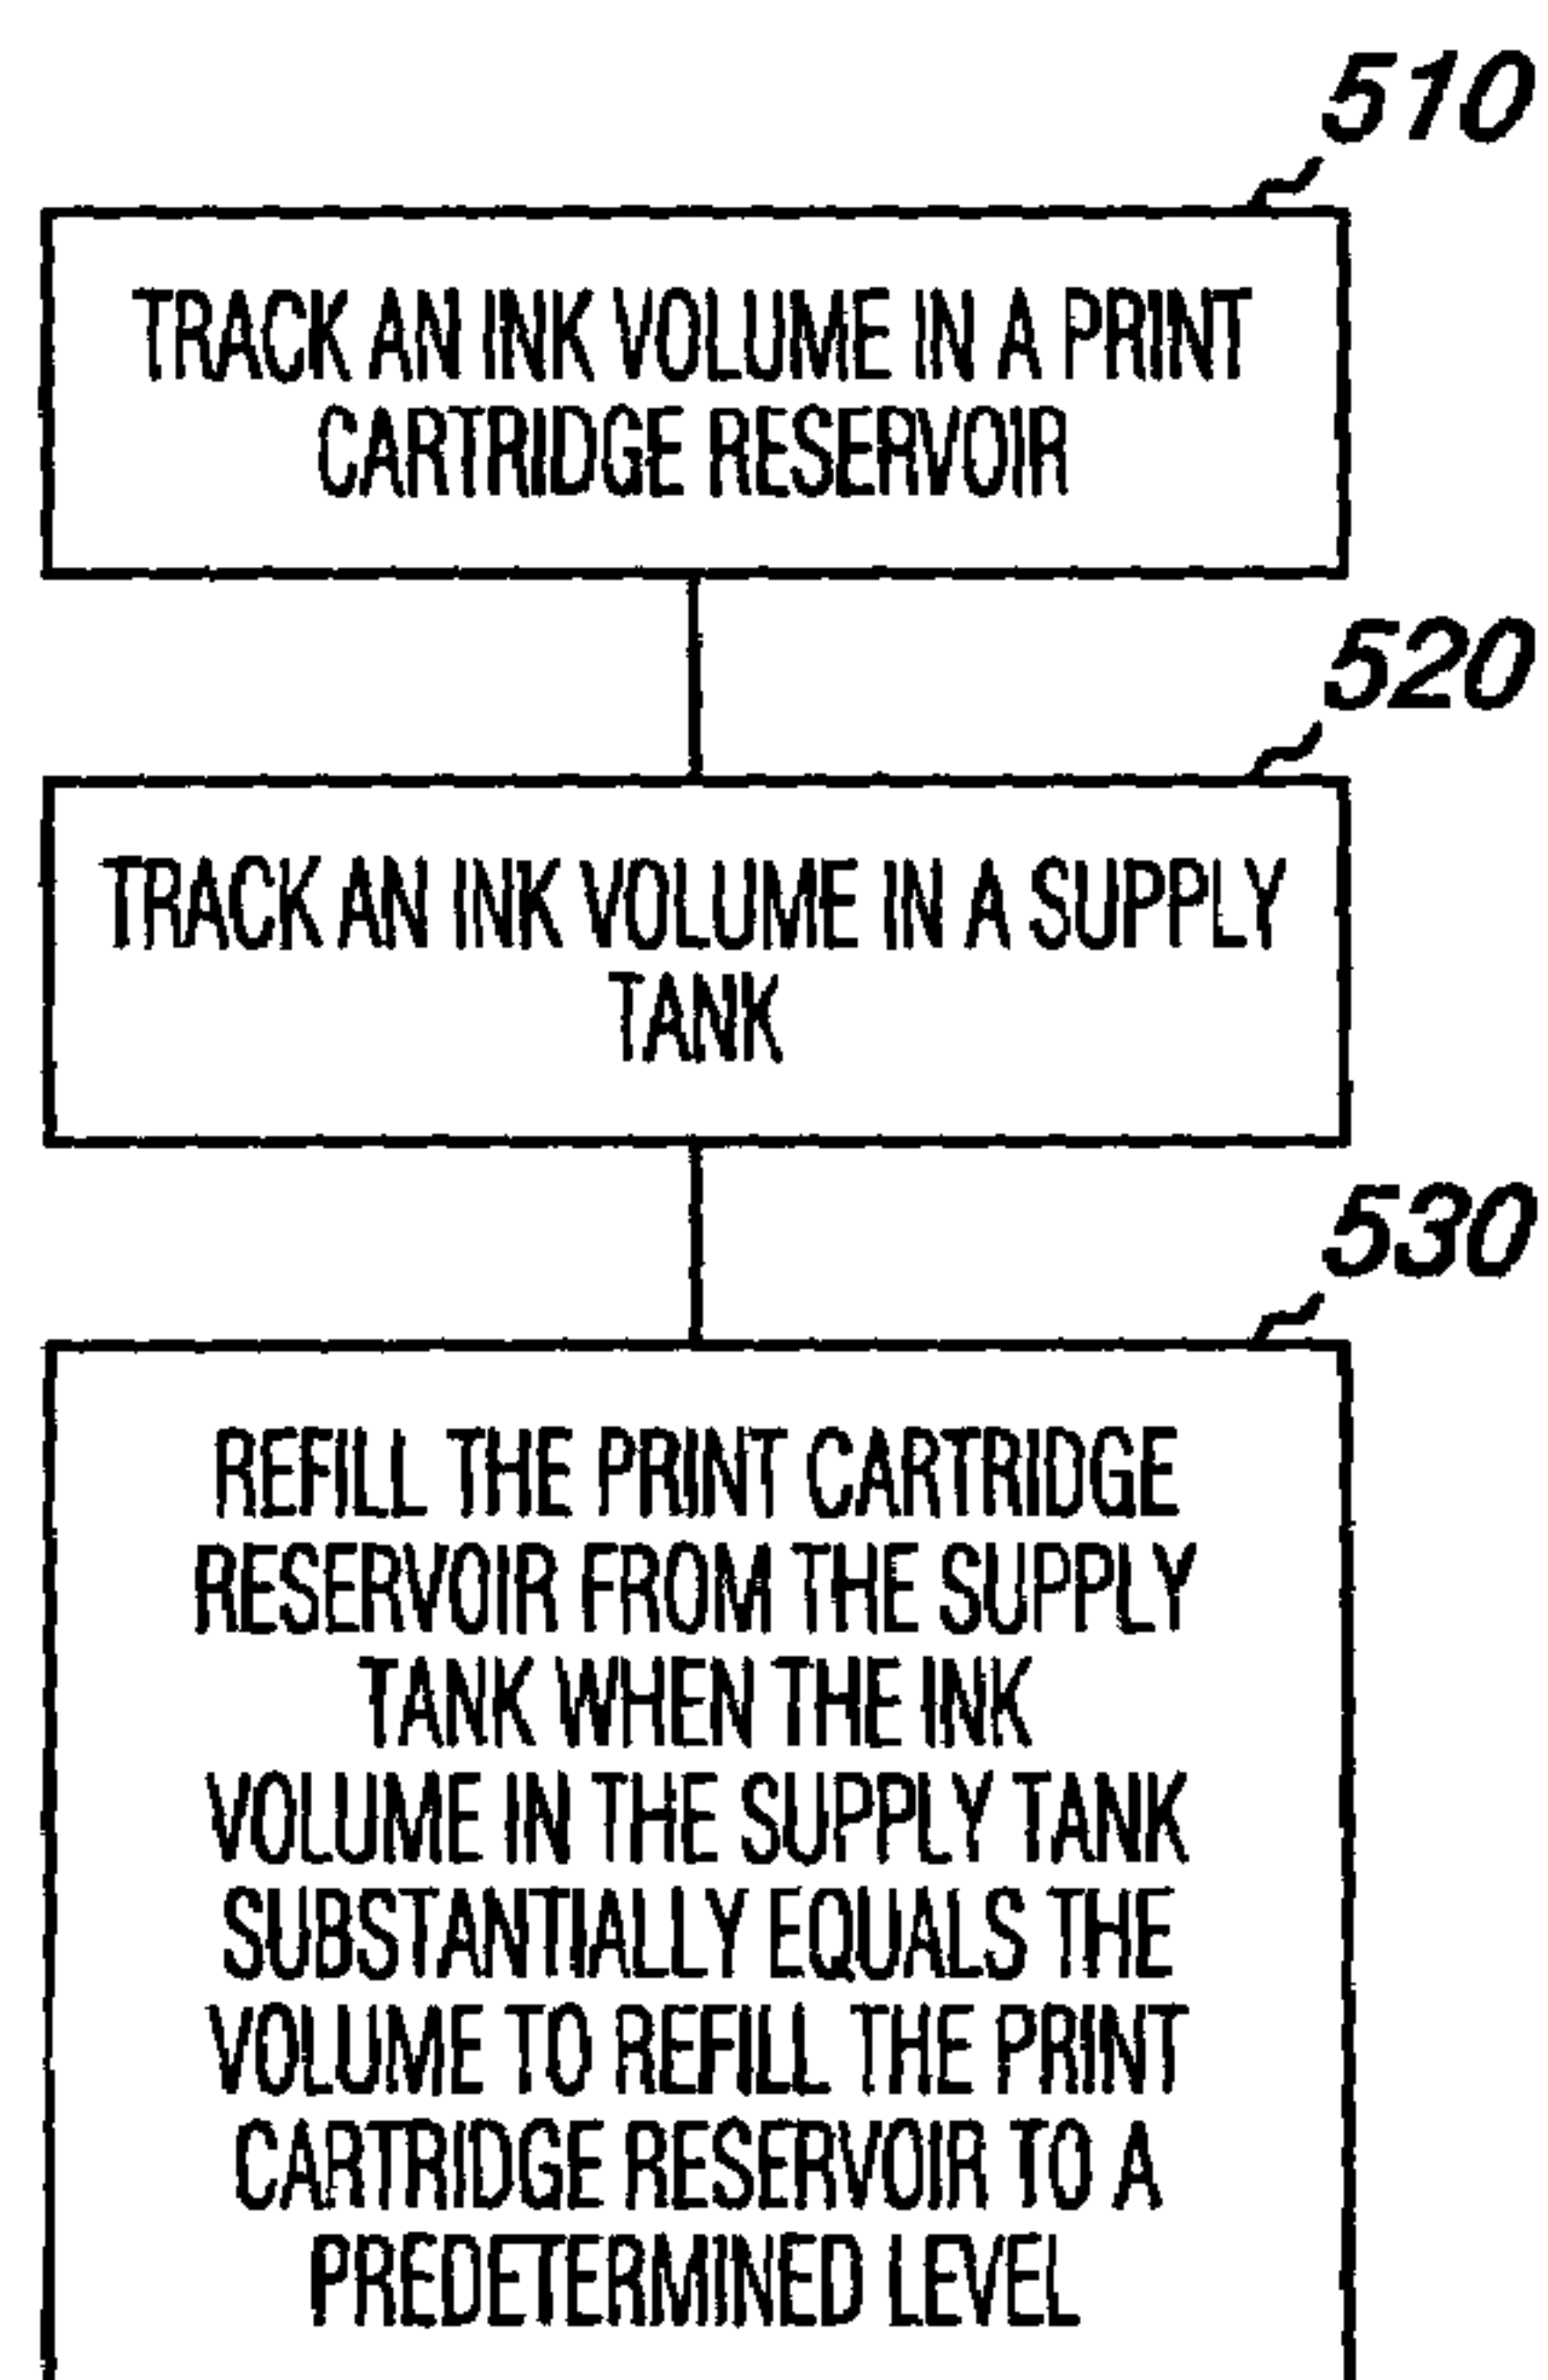 510
TRACK AN INK VOLUME IN A PRINT
CARTRIDGE RESERVOIR
520
TRACK AN INK VOLUME IN A SUPPLY
TANK
530
REFILL THE PRINT CARTRIDGE
RESERVOIR FROM THE SUPPLY
TANK WHEN THE INK
VOLUME IN THE SUPPLY TANK
SUBSTANTIALLY EQUALS THE
VOLUME TO REFILL THE PRINT
CARTRIDGE RESERVOIR TO A
PREDETERMINED LEVEL